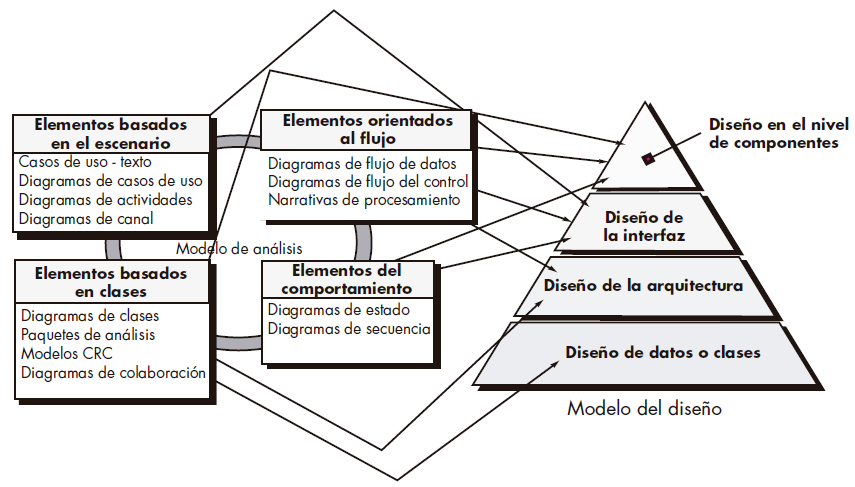 Elementos basados
en el escenario
Casos de uso - texto
Diagramas de casos de uso
Diagramas de actividades
Diagramas de canal
Elementos orientados
al flujo
Diagramas de flujo de datos
Diagramas de flujo del control
Narrativas de procesamiento
Modelo de análisis
Elementos basados
en clases
Diagramas de clases
Paquetes de análisis
Modelos CRC
Diagramas de colaboración
Elementos del
comportamiento
Diagramas de estado
Diagramas de secuencia
Diseño en el nivel
de componentes
Diseño de
la interfaz
Diseño de la arquitectura
Diseño de datos o clases
Modelo del diseño